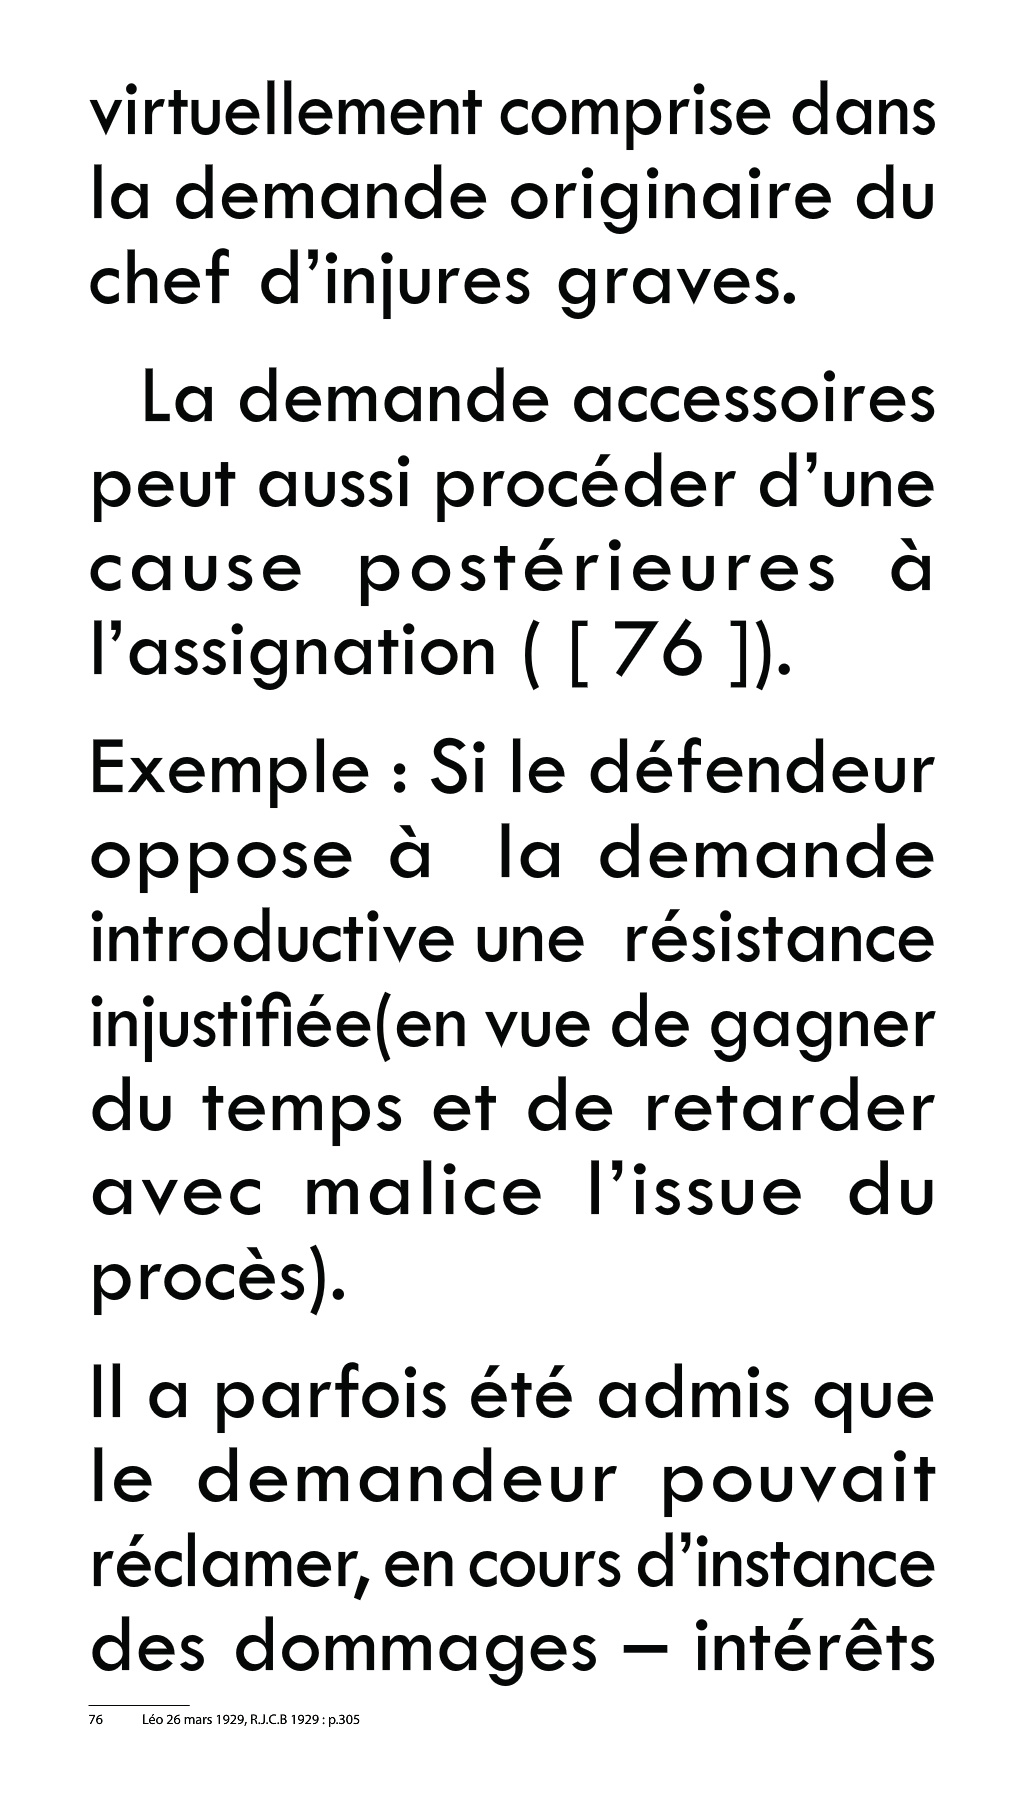 virtuellement comprise dans
la demande originaire du
chef d’injures graves.
La demande accessoires
peut aussi procéder d’une
cause postérieures à
l’assignation ( [ 76 ]).
Exemple : Si le défendeur
oppose à la demande
introductive une résistance
injustifiée(en vue de gagner
du temps et de retarder
avec malice l’issue du
procès).
Il a parfois été admis que
le demandeur pouvait
réclamer, en cours d’instance
des dommages – intérêts
76 Léo 26 mars 1929, R.J.C.B 1929 : p.305